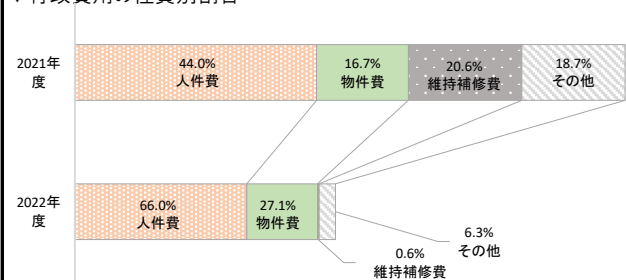 ・行政費用の性質別割合
2021年度
44.0%
人件費
16.7%
物件費
20.6%
維持補修費
18.7%
その他
2022年度
66.0%
人件費
27.1%
物件費
0.6%
維持補修費
6.3%
その他